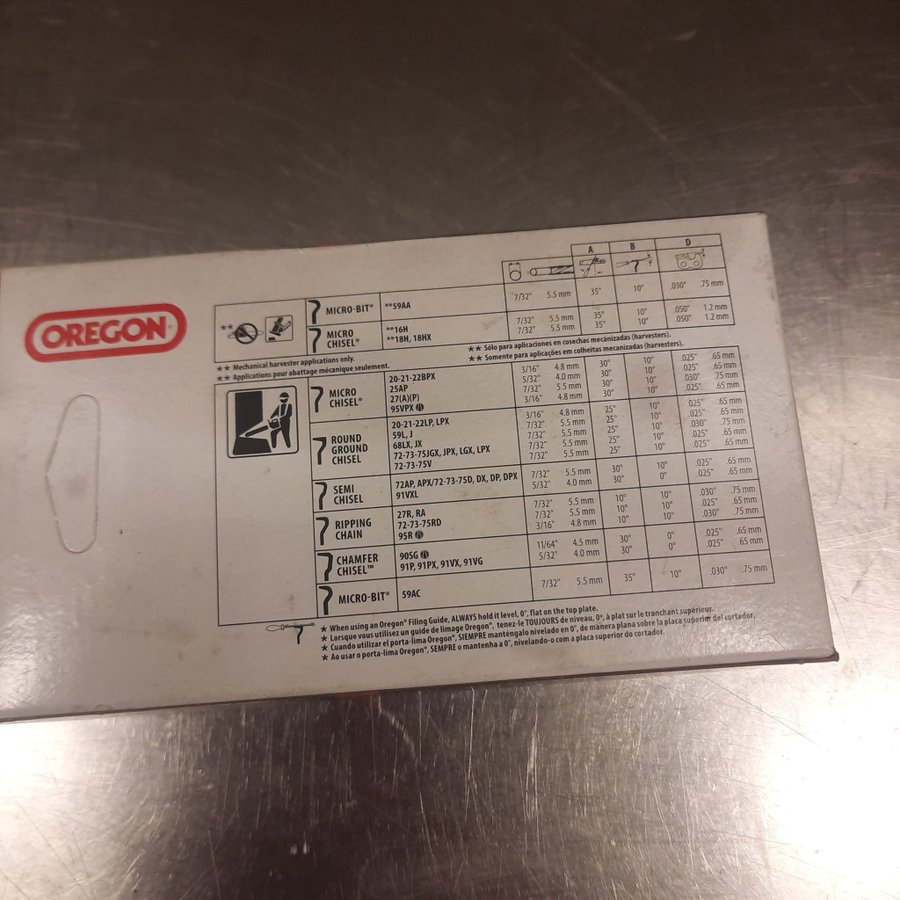 OREGON®
A B D
MICRO-BIT® **59AA 7/32" 5.5 mm 35° 10° .030" .75 mm
MICRO CHISEL® **16H 7/32" 5.5 mm 35° 10° .050" 1.2 mm
**18H, 18HX 7/32" 5.5 mm 35° 10° .050" 1.2 mm
★★
★★ Mechanical harvester applications only. ★★ Sólo para aplicaciones en cosechas mecanizadas (harvesters).
★★ Applications pour abattage mécanique seulement. ★★ Somente para aplicações em colheitas mecanizadas (harvesters).
MICRO CHISEL® 20-21-22BPX 3/16" 4.8 mm 30° 10° .025" .65 mm
25AP 5/32" 4.0 mm 30° 10° .025" .65 mm
27(A)(P) 7/32" 5.5 mm 30° 10° .030" .75 mm
95VPX 3/16" 4.8 mm 30° 10° .025" .65 mm
ROUND GROUND CHISEL 20-21-22LP, LPX 3/16" 4.8 mm 25° 10° .025" .65 mm
59L, J 7/32" 5.5 mm 25° 10° .030" .75 mm
68LX, JX 7/32" 5.5 mm 25° 10° .025" .65 mm
72-73-75JGX, JPX, LGX, LPX 7/32" 5.5 mm 25° 10° .025" .65 mm
72-73-75V 7/32" 5.5 mm 25° 10° .025" .65 mm
SEMI CHISEL 72AP, APX/72-73-75D, DX, DP, DPX 7/32" 5.5 mm 30° 10° .025" .65 mm
91VXL 5/32" 4.0 mm 30° 0° .025" .65 mm
RIPPING CHAIN 27R, RA 7/32" 5.5 mm 10° 10° .030" .75 mm
72-73-75RD 7/32" 5.5 mm 10° 10° .025" .65 mm
95R 3/16" 4.8 mm 10° 10° .030" .75 mm
CHAMFER CHISEL™ 90SG 11/64" 4.5 mm 30° 0° .025" .65 mm
91P, 91PX, 91VX, 91VG 5/32" 4.0 mm 30° 0° .025" .65 mm
MICRO-BIT® 59AC 7/32" 5.5 mm 35° 10° .030" .75 mm
★ When using an Oregon® Filing Guide, ALWAYS hold it level, 0°, flat on the top plate.
★ Lorsque vous utilisez un guide de limage Oregon®, tenez-le TOUJOURS de niveau, 0°, à plat sur le tranchant supérieur.
★ Cuando utilizar el porta-lima Oregon®, SIEMPRE manténgalo nivelado en 0°, de manera plana sobre la placa superior del cortador.
★ Ao usar o porta-lima Oregon®, SEMPRE o mantenha a 0°, nivelando-o com a placa superior do cortador.